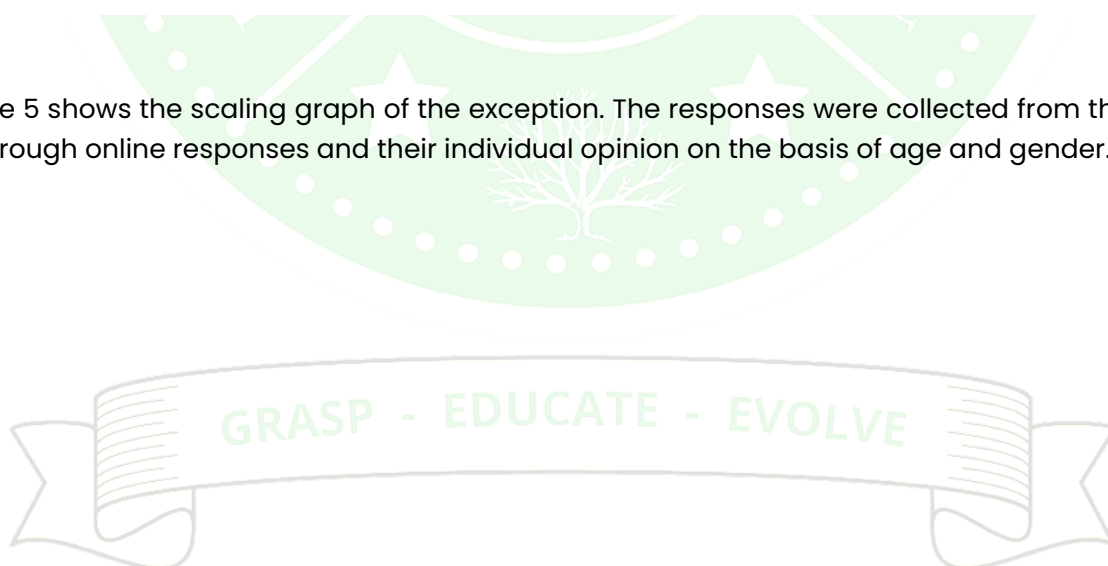 e 5 shows the scaling graph of the exception. The responses were collected from th
rough online responses and their individual opinion on the basis of age and gender.
GRASP - EDUCATE - EVOLVE